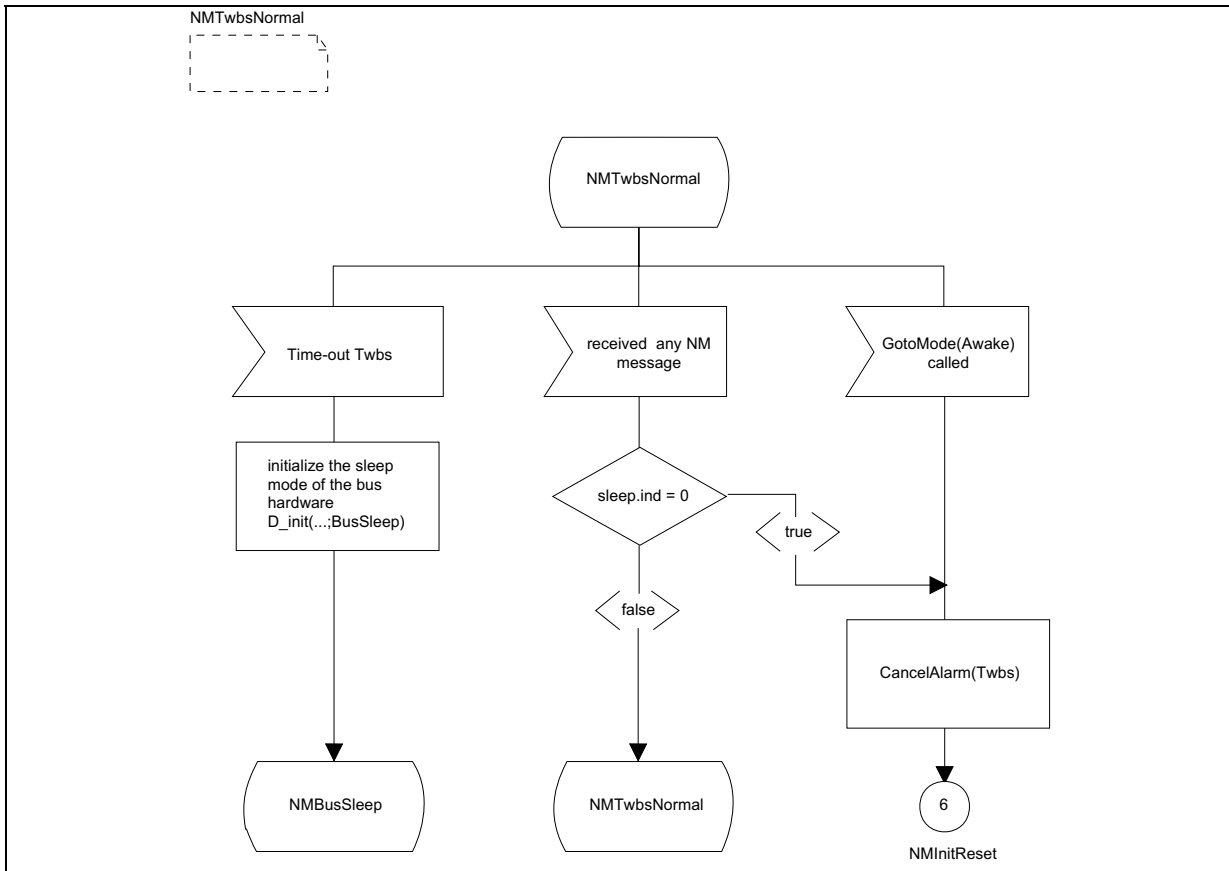 NMTwbsNormal
NMTwbsNormal
Time-out Twbs
received any NM
message
GotoMode(Awake)
called
initialize the sleep
mode of the bus
hardware
D_init(...;BusSleep)
sleep.ind = 0
true
false
CancelAlarm(Twbs)
NMBusSleep
NMTwbsNormal
6
NMInitReset